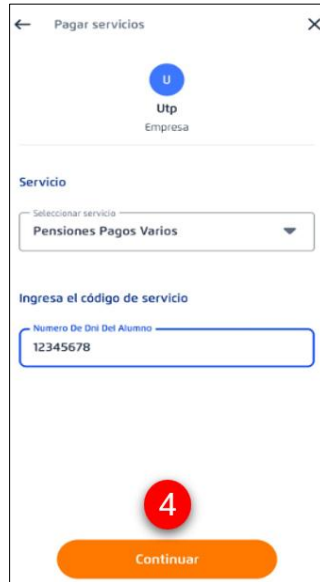 Pagar servicios
U
Utp
Empresa
Servicio
Seleccionar servicio
Pensiones Pagos Varios
Ingresa el código de servicio
Numero De Dni Del Alumno
12345678
4
Continuar